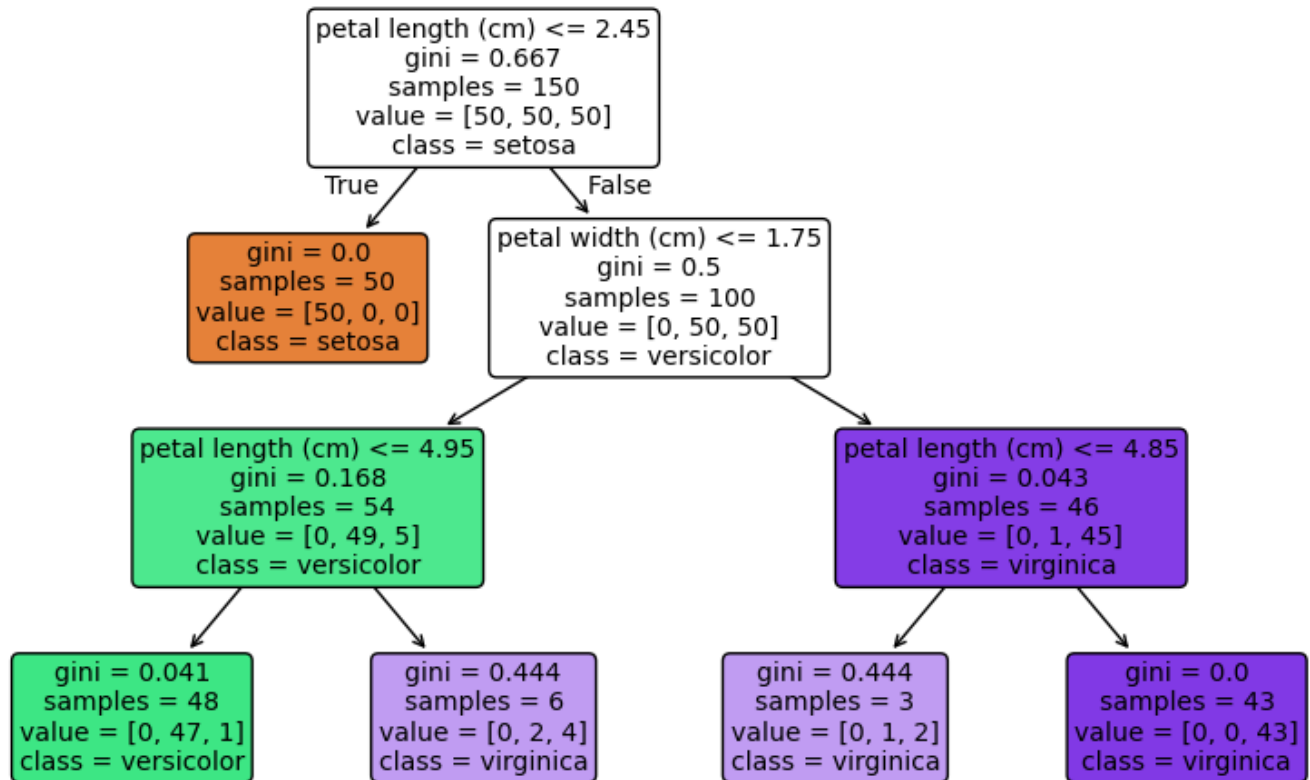 petal length (cm) <= 2.45
gini = 0.667
samples = 150
value = [50, 50, 50]
class = setosa
True
False
gini = 0.0
samples = 50
value = [50, 0, 0]
class = setosa
petal width (cm) <= 1.75
gini = 0.5
samples = 100
value = [0, 50, 50]
class = versicolor
petal length (cm) <= 4.95
gini = 0.168
samples = 54
value = [0, 49, 5]
class = versicolor
petal length (cm) <= 4.85
gini = 0.043
samples = 46
value = [0, 1, 45]
class = virginica
gini = 0.041
samples = 48
value = [0, 47, 1]
class = versicolor
gini = 0.444
samples = 6
value = [0, 2, 4]
class = virginica
gini = 0.444
samples = 3
value = [0, 1, 2]
class = virginica
gini = 0.0
samples = 43
value = [0, 0, 43]
class = virginica